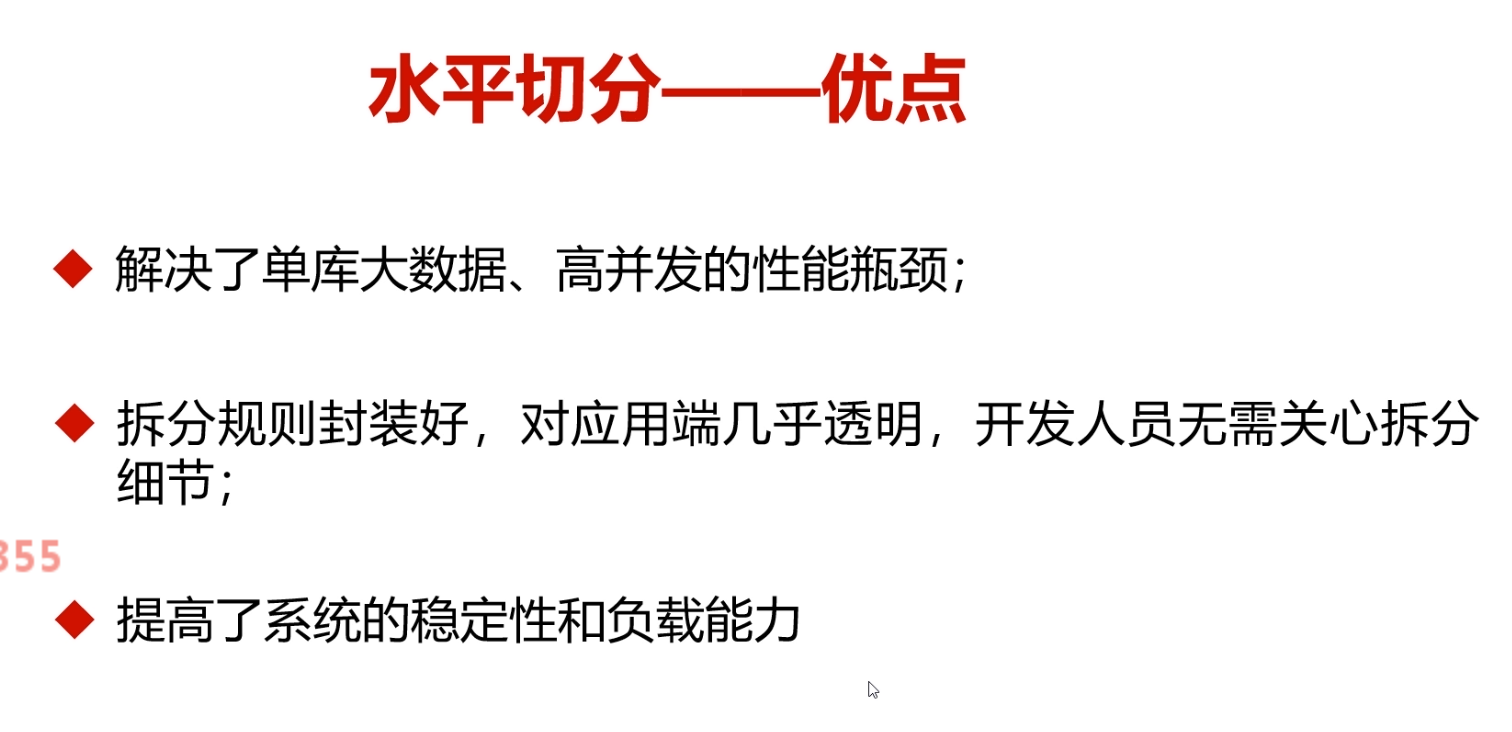 水平切分——优点
解决了单库大数据、高并发的性能瓶颈；
拆分规则封装好，对应用端几乎透明，开发人员无需关心拆分
细节；
355
提高了系统的稳定性和负载能力